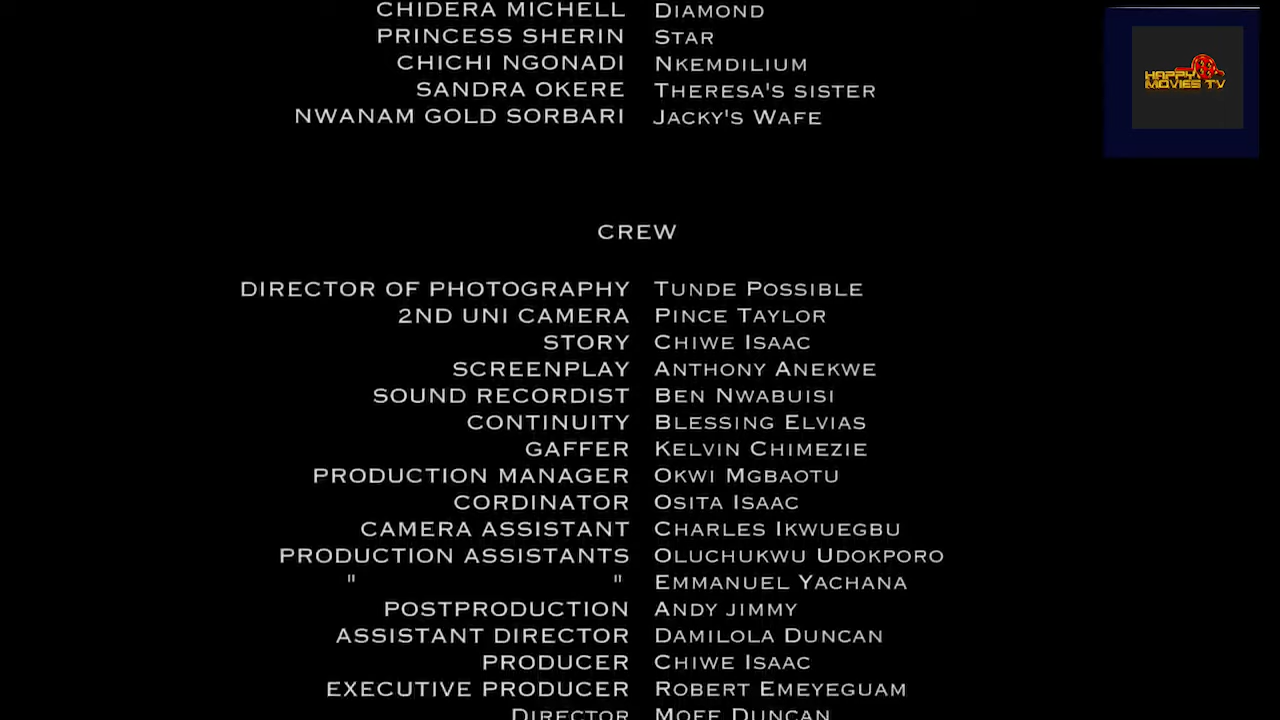 CHIDERA MICHELL DIAMOND
PRINCESS SHERIN STAR
CHICHI NGONADI NKEMDILIUM
SANDRA OKERE THERESA'S SISTER
NWANAM GOLD SORBARI JACKY'S WAFE
HAPPY MOVIES TV
CREW
DIRECTOR OF PHOTOGRAPHY TUNDE POSSIBLE
2ND UNI CAMERA PINCE TAYLOR
STORY CHIWE ISAAC
SCREENPLAY ANTHONY ANEKWE
SOUND RECORDIST BEN NWABUISI
CONTINUITY BLESSING ELVIAS
GAFFER KELVIN CHIMEZIE
PRODUCTION MANAGER OKWI MGBAOTU
CORDINATOR OSITA ISAAC
CAMERA ASSISTANT CHARLES IKWUEGBU
PRODUCTION ASSISTANTS OLUCHUKWU UDOKPORO
" " EMMANUEL YACHANA
POSTPRODUCTION ANDY JIMMY
ASSISTANT DIRECTOR DAMILOLA DUNCAN
PRODUCER CHIWE ISAAC
EXECUTIVE PRODUCER ROBERT EMEYEGUAM
DIRECTOR MOFE DUNCAN